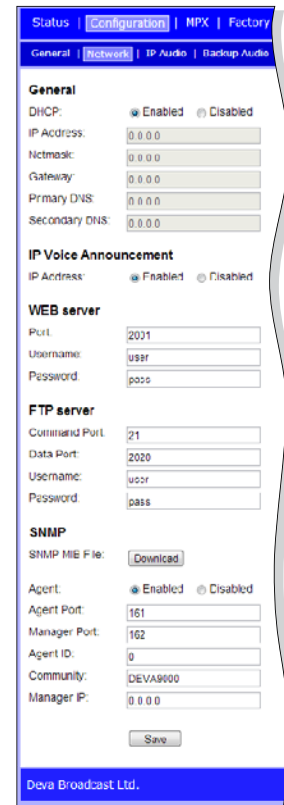 Status | Configuration | MPX | Factory
General | Network | IP Audio | Backup Audio
General
DHCP: Enabled Disabled
IP Address: 0.0.0.0
Netmask: 0.0.0.0
Gateway: 0.0.0.0
Primary DNS: 0.0.0.0
Secondary DNS: 0.0.0.0
IP Voice Announcement
IP Address: Enabled Disabled
WEB server
Port: 2001
Username: user
Password: pass
FTP server
Command Port: 21
Data Port: 2020
Username: user
Password: pass
SNMP
SNMP MIB File: Download
Agent: Enabled Disabled
Agent Port: 161
Manager Port: 162
Agent ID: 0
Community: DEVA9000
Manager IP: 0.0.0.0
Save
Deva Broadcast Ltd.